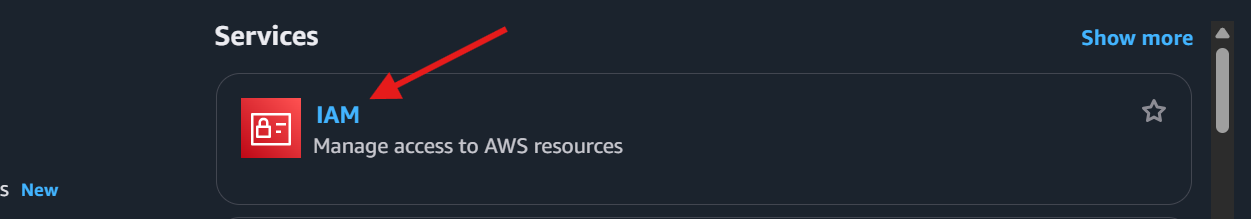 Services
Show more
IAM
Manage access to AWS resources
s New